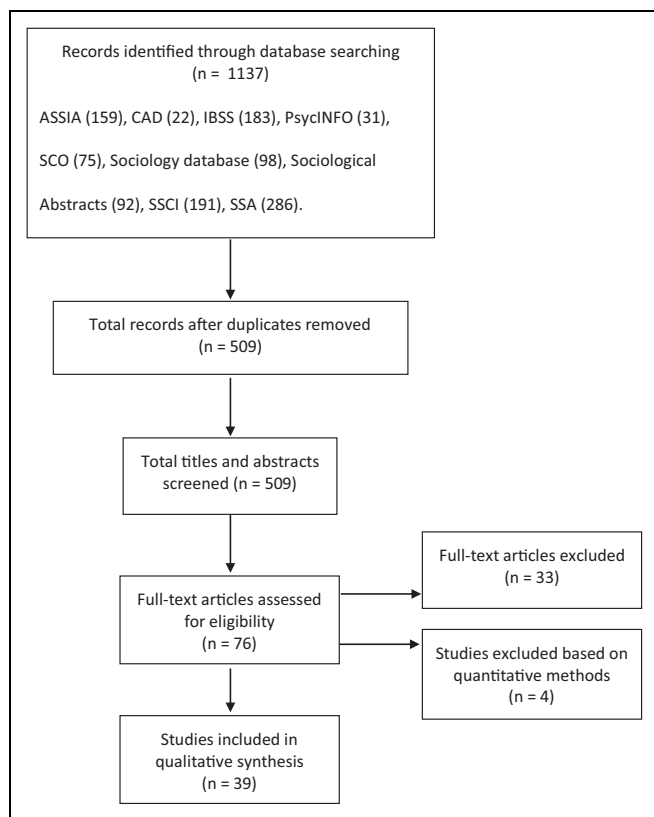 Records identified through database searching
(n = 1137)
ASSIA (159), CAD (22), IBSS (183), PsycINFO (31),
SCO (75), Sociology database (98), Sociological
Abstracts (92), SSCI (191), SSA (286).
Total records after duplicates removed
(n = 509)
Total titles and abstracts
screened (n = 509)
Full-text articles excluded
(n = 33)
Full-text articles assessed
for eligibility
(n = 76)
Studies excluded based on
quantitative methods
(n = 4)
Studies included in
qualitative synthesis
(n = 39)